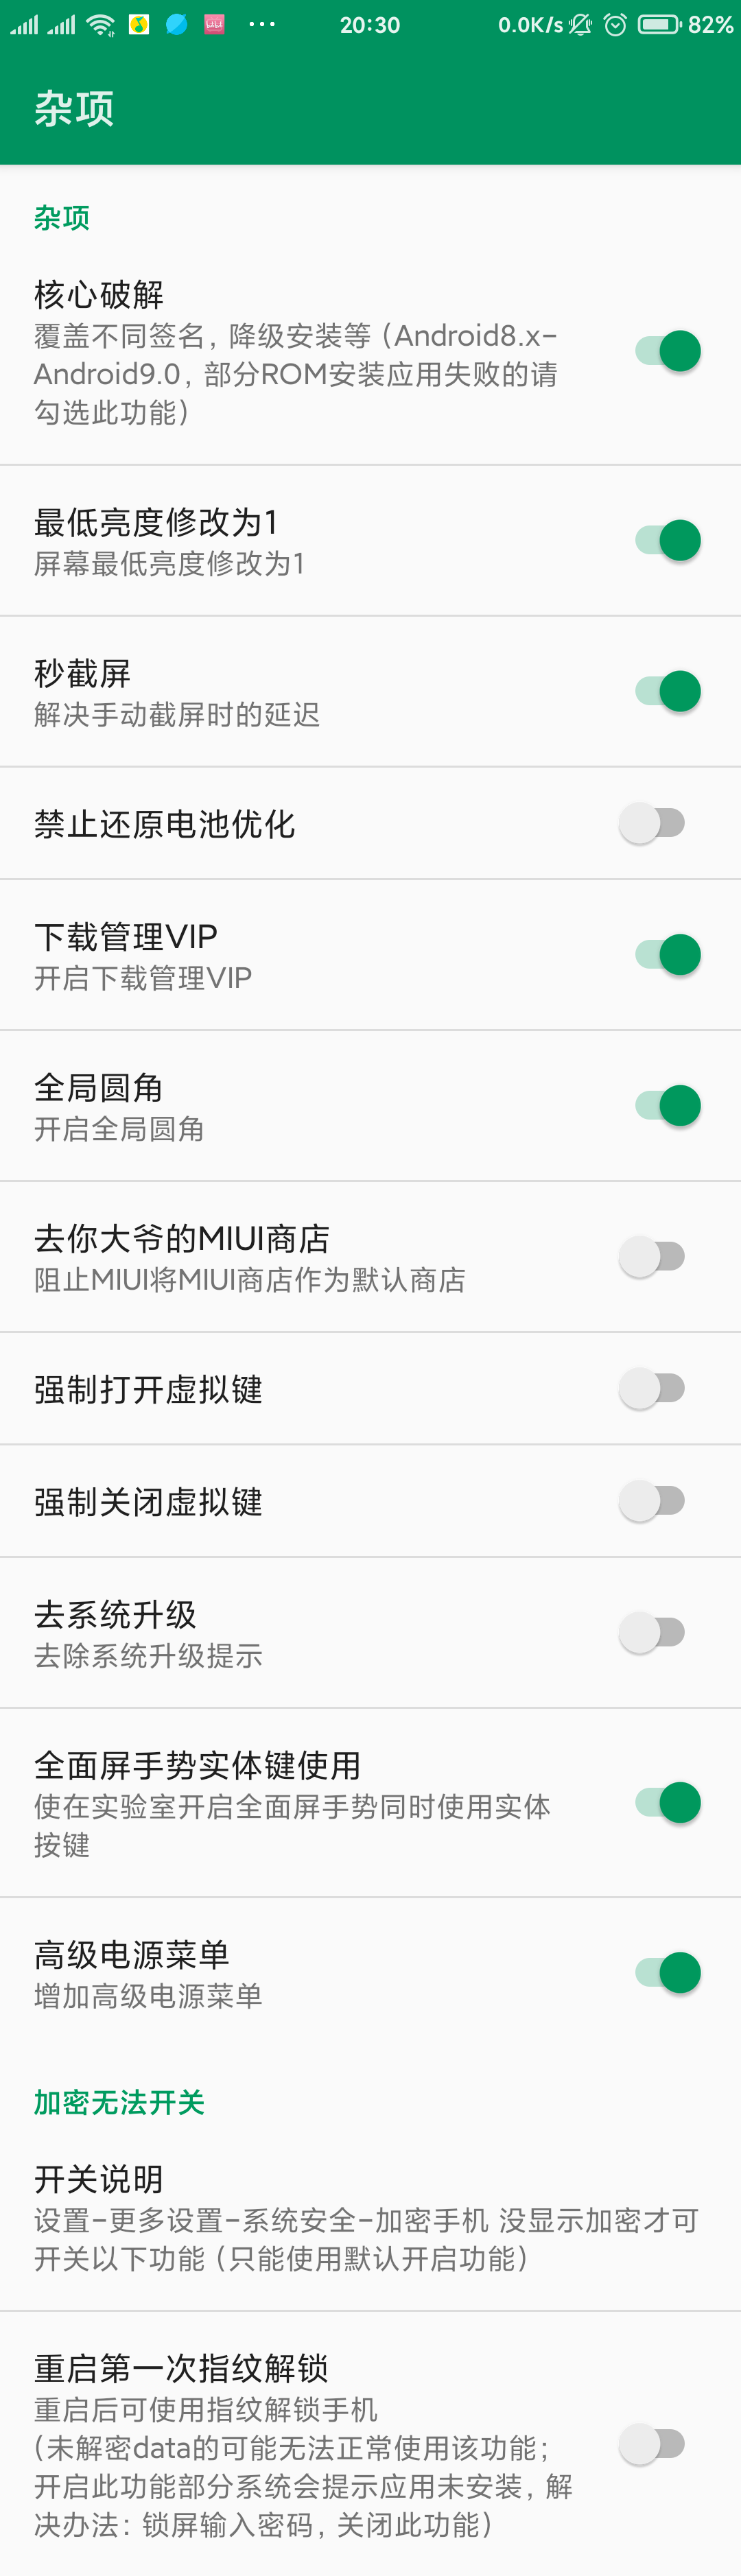 20:30
0.0K/s
82%
杂项
杂项
核心破解
覆盖不同签名, 降级安装等 (Android8.x-
Android9.0, 部分ROM安装应用失败的请
勾选此功能)
最低亮度修改为1
屏幕最低亮度修改为1
秒截屏
解决手动截屏时的延迟
禁止还原电池优化
下载管理VIP
开启下载管理VIP
全局圆角
开启全局圆角
去你大爷的MIUI商店
阻止MIUI将MIUI商店作为默认商店
强制打开虚拟键
强制关闭虚拟键
去系统升级
去除系统升级提示
全面屏手势实体键使用
使在实验室开启全面屏手势同时使用实体
按键
高级电源菜单
增加高级电源菜单
加密无法开关
开关说明
设置-更多设置-系统安全-加密手机 没显示加密才可
开关以下功能 (只能使用默认开启功能)
重启第一次指纹解锁
重启后可使用指纹解锁手机
(未解密data的可能无法正常使用该功能;
开启此功能部分系统会提示应用未安装, 解
决办法: 锁屏输入密码, 关闭此功能)